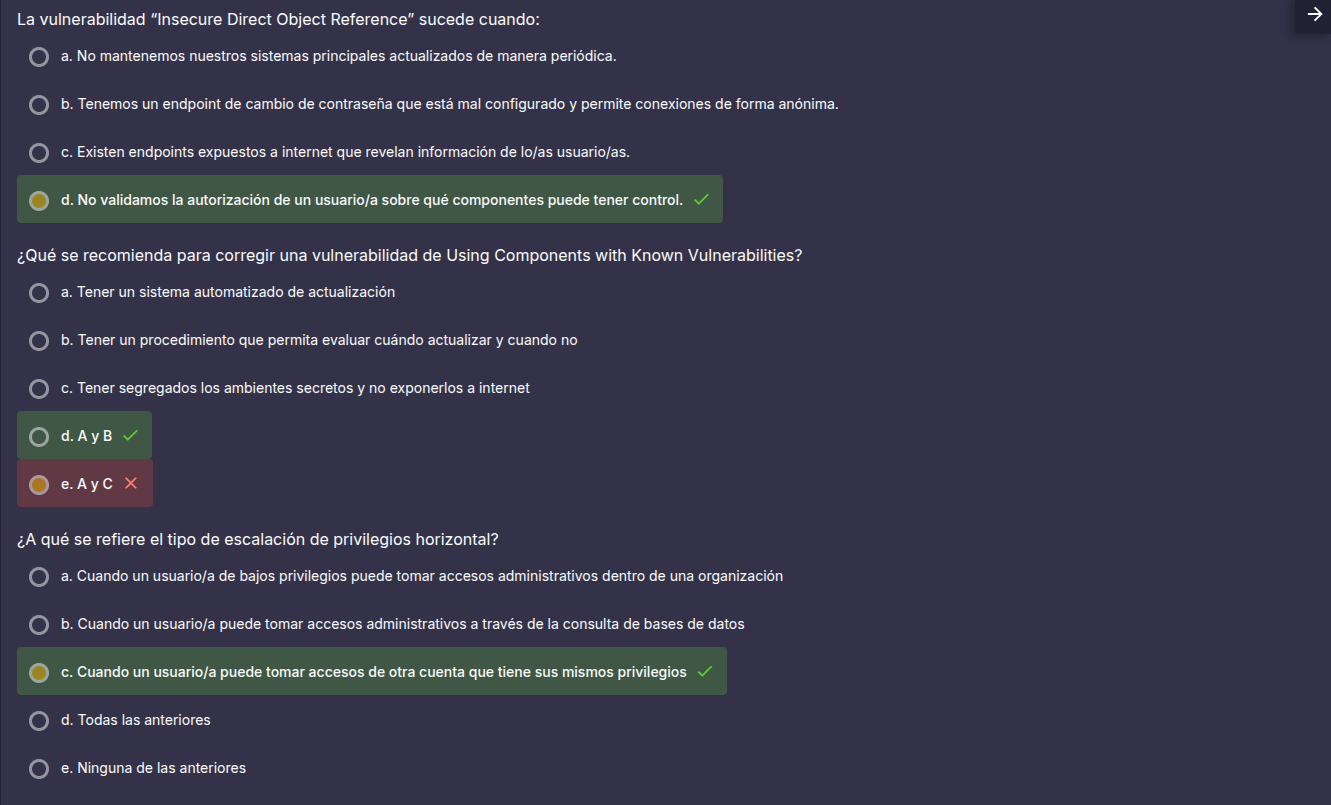 La vulnerabilidad “Insecure Direct Object Reference” sucede cuando:
a. No mantenemos nuestros sistemas principales actualizados de manera periódica.
b. Tenemos un endpoint de cambio de contraseña que está mal configurado y permite conexiones de forma anónima.
c. Existen endpoints expuestos a internet que revelan información de lo/as usuario/as.
d. No validamos la autorización de un usuario/a sobre qué componentes puede tener control.
¿Qué se recomienda para corregir una vulnerabilidad de Using Components with Known Vulnerabilities?
a. Tener un sistema automatizado de actualización
b. Tener un procedimiento que permita evaluar cuándo actualizar y cuando no
c. Tener segregados los ambientes secretos y no exponerlos a internet
d. A y B
e. A y C
¿A qué se refiere el tipo de escalación de privilegios horizontal?
a. Cuando un usuario/a de bajos privilegios puede tomar accesos administrativos dentro de una organización
b. Cuando un usuario/a puede tomar accesos administrativos a través de la consulta de bases de datos
c. Cuando un usuario/a puede tomar accesos de otra cuenta que tiene sus mismos privilegios
d. Todas las anteriores
e. Ninguna de las anteriores